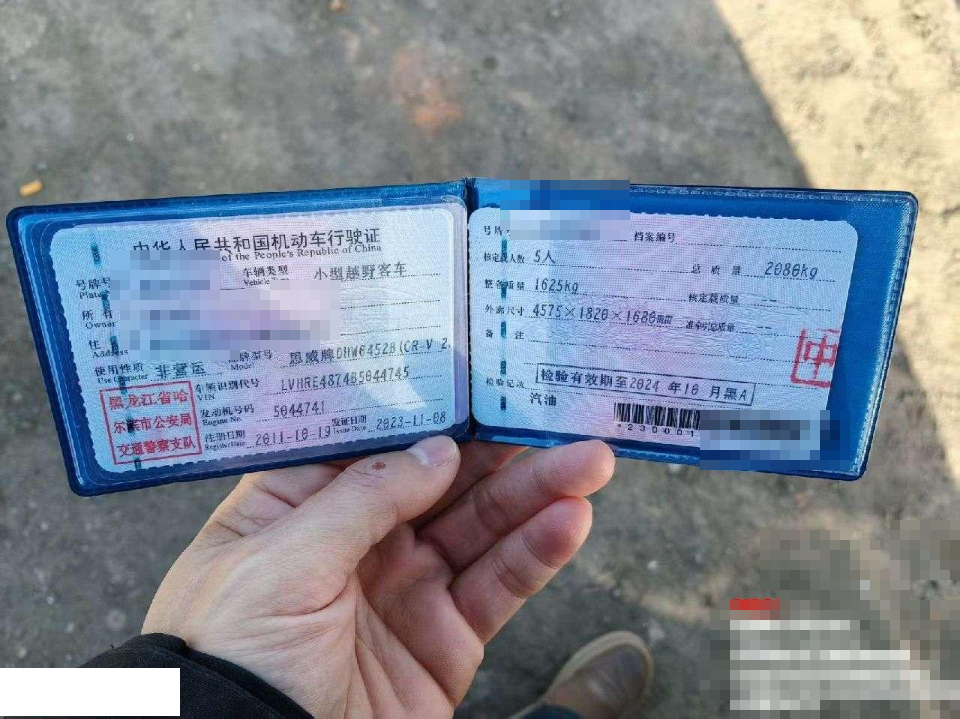 中华人民共和国机动车行驶证
of the People's Republic of China
号牌号
Plate
车辆类型
Vehicle
小型越野客车
所有
Owner
住
Address
使用性质
Use Character
非营运
品牌型号
Model
思威牌DHW6452B(CR-V 2.
车辆识别代号
VIN
LVHRE4874B5044745
发动机号码
Engine No
5044741
注册日期
Register Date
2011-10-19
发证日期
Issue Date
2023-11-08
黑龙江省哈
尔滨市公安局
交通警察支队
号牌
档案编号
核定载人数
5人
总质量
2080kg
整备质量
1625kg
核定载质量
--
外廓尺寸
4575×1820×1680mm
准牵引总质量
--
备注
检验记录
检验有效期至2024年10月黑A
汽油
*230001